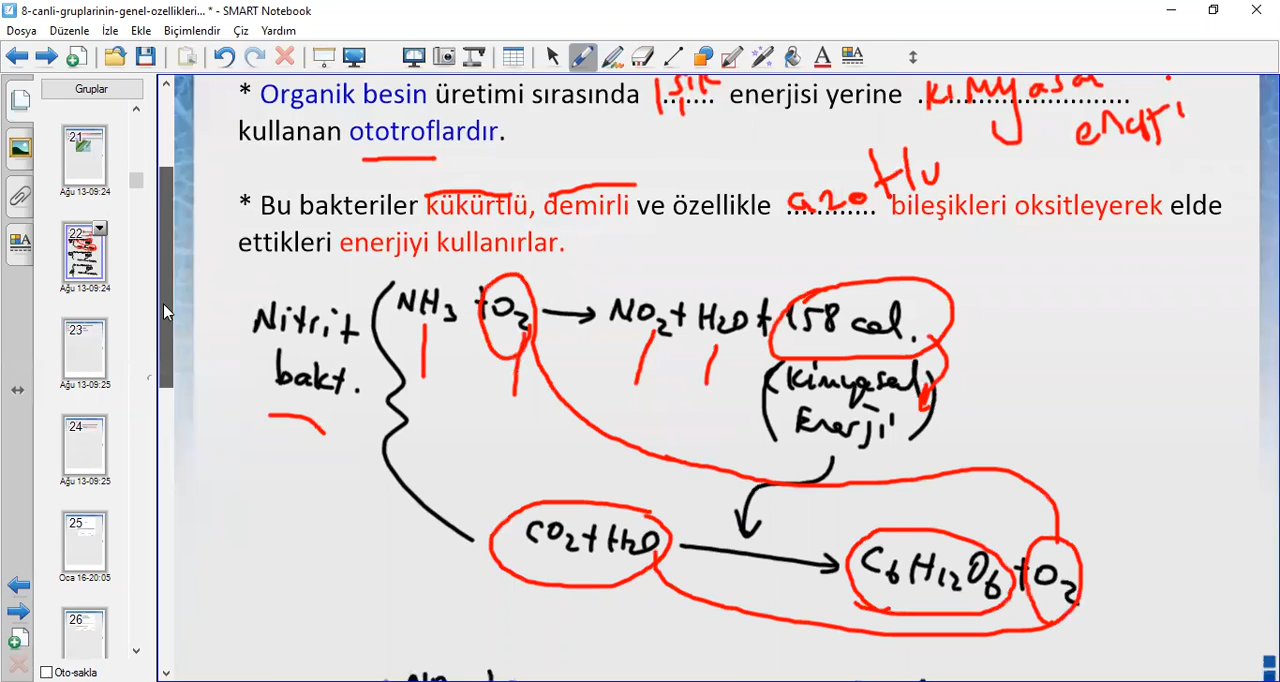 8-canli-gruplarinin-genel-ozellikleri... * - SMART Notebook
Dosya Düzenle İzle Ekle Biçimlendir Çiz Yardım
Gruplar
21
Ağu 13-09:24
22
Ağu 13-09:24
23
Ağu 13-09:25
24
Ağu 13-09:25
25
Oca 16-20:05
26
Oto-sakla
* Organik besin üretimi sırasında Işık enerjisi yerine kimyasal enerji
kullanan ototroflardır.
* Bu bakteriler kükürtlü, demirli ve özellikle azotlu bileşikleri oksitleyerek elde
ettikleri enerjiyi kullanırlar.
Nitrit NH3 + O2 → NO2 + H2O + 158 cal.
bakt. (Kimyasal
Enerji)
CO2 + H2O → C6H12O6 + O2